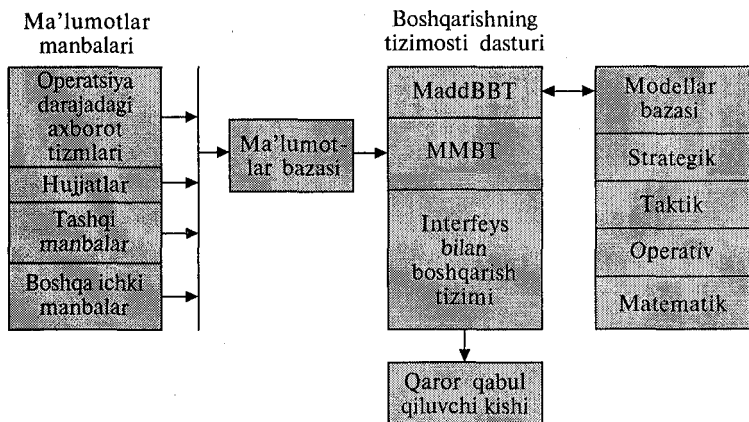 Ma’lumotlar
manbalari
Operatsiya
darajadagi
axborot
tizmlari
Hujjatlar
Tashqi
manbalar
Boshqa ichki
manbalar
Ma’lumot-
lar bazasi
Boshqarishning
tizimosti dasturi
MaddBBT
MMBT
Interfeys
bilan
boshqarish
tizimi
Qaror qabul
qiluvchi kishi
Modellar
bazasi
Strategik
Taktik
Operativ
Matematik